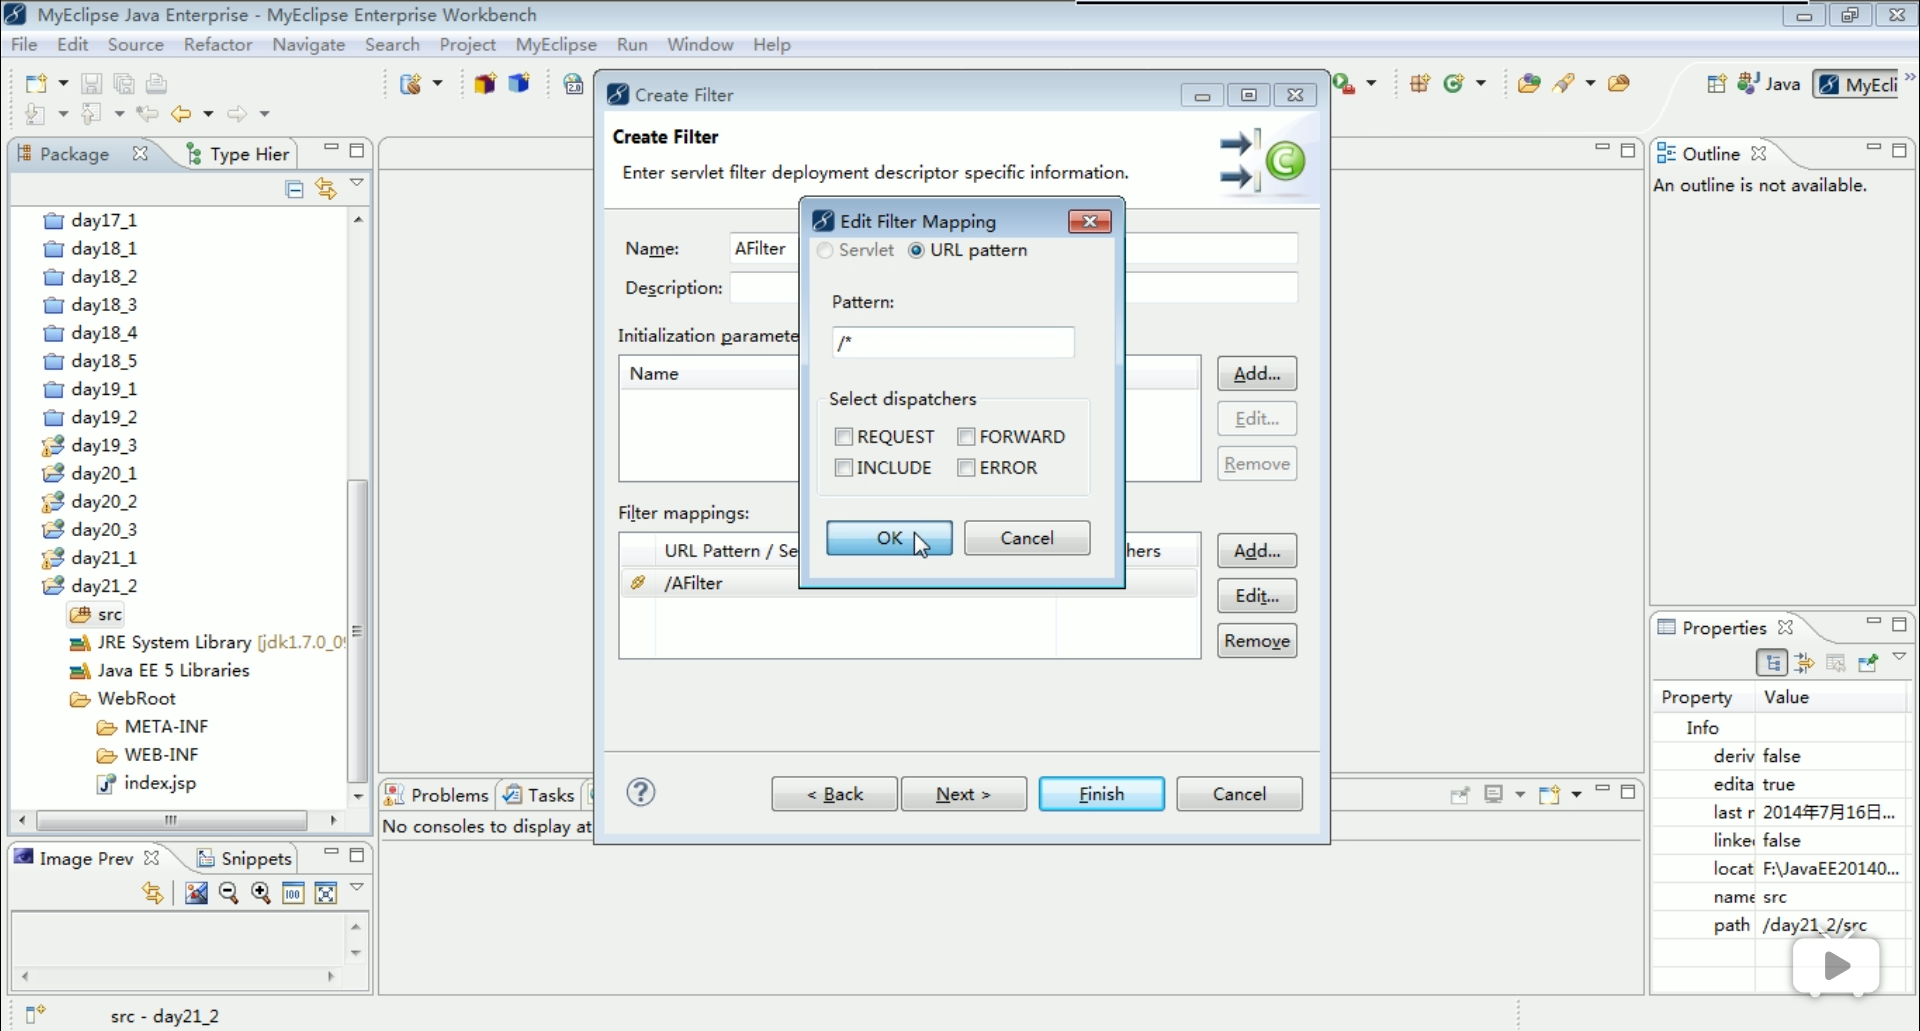 MyEclipse Java Enterprise - MyEclipse Enterprise Workbench
File Edit Source Refactor Navigate Search Project MyEclipse Run Window Help
Java MyEcli
Package
Type Hier
day17_1
day18_1
day18_2
day18_3
day18_4
day18_5
day19_1
day19_2
day19_3
day20_1
day20_2
day20_3
day21_1
day21_2
src
JRE System Library [jdk1.7.0_0
Java EE 5 Libraries
WebRoot
META-INF
WEB-INF
index.jsp
Image Prev
Snippets
100
src - day21_2
Create Filter
Create Filter
Enter servlet filter deployment descriptor specific information.
Name: AFilter
Description:
Initialization paramete
Name
Add...
Edit...
Remove
Filter mappings:
URL Pattern / Se
hers
/AFilter
Add...
Edit...
Remove
< Back
Next >
Finish
Cancel
Edit Filter Mapping
Servlet URL pattern
Pattern:
/*
Select dispatchers
REQUEST FORWARD
INCLUDE ERROR
OK Cancel
Problems
Tasks
No consoles to display at
Outline
An outline is not available.
Properties
Property Value
Info
deriv false
edita true
last r 2014年7月16日...
linke false
locat F:\JavaEE20140...
name src
path /day21_2/src